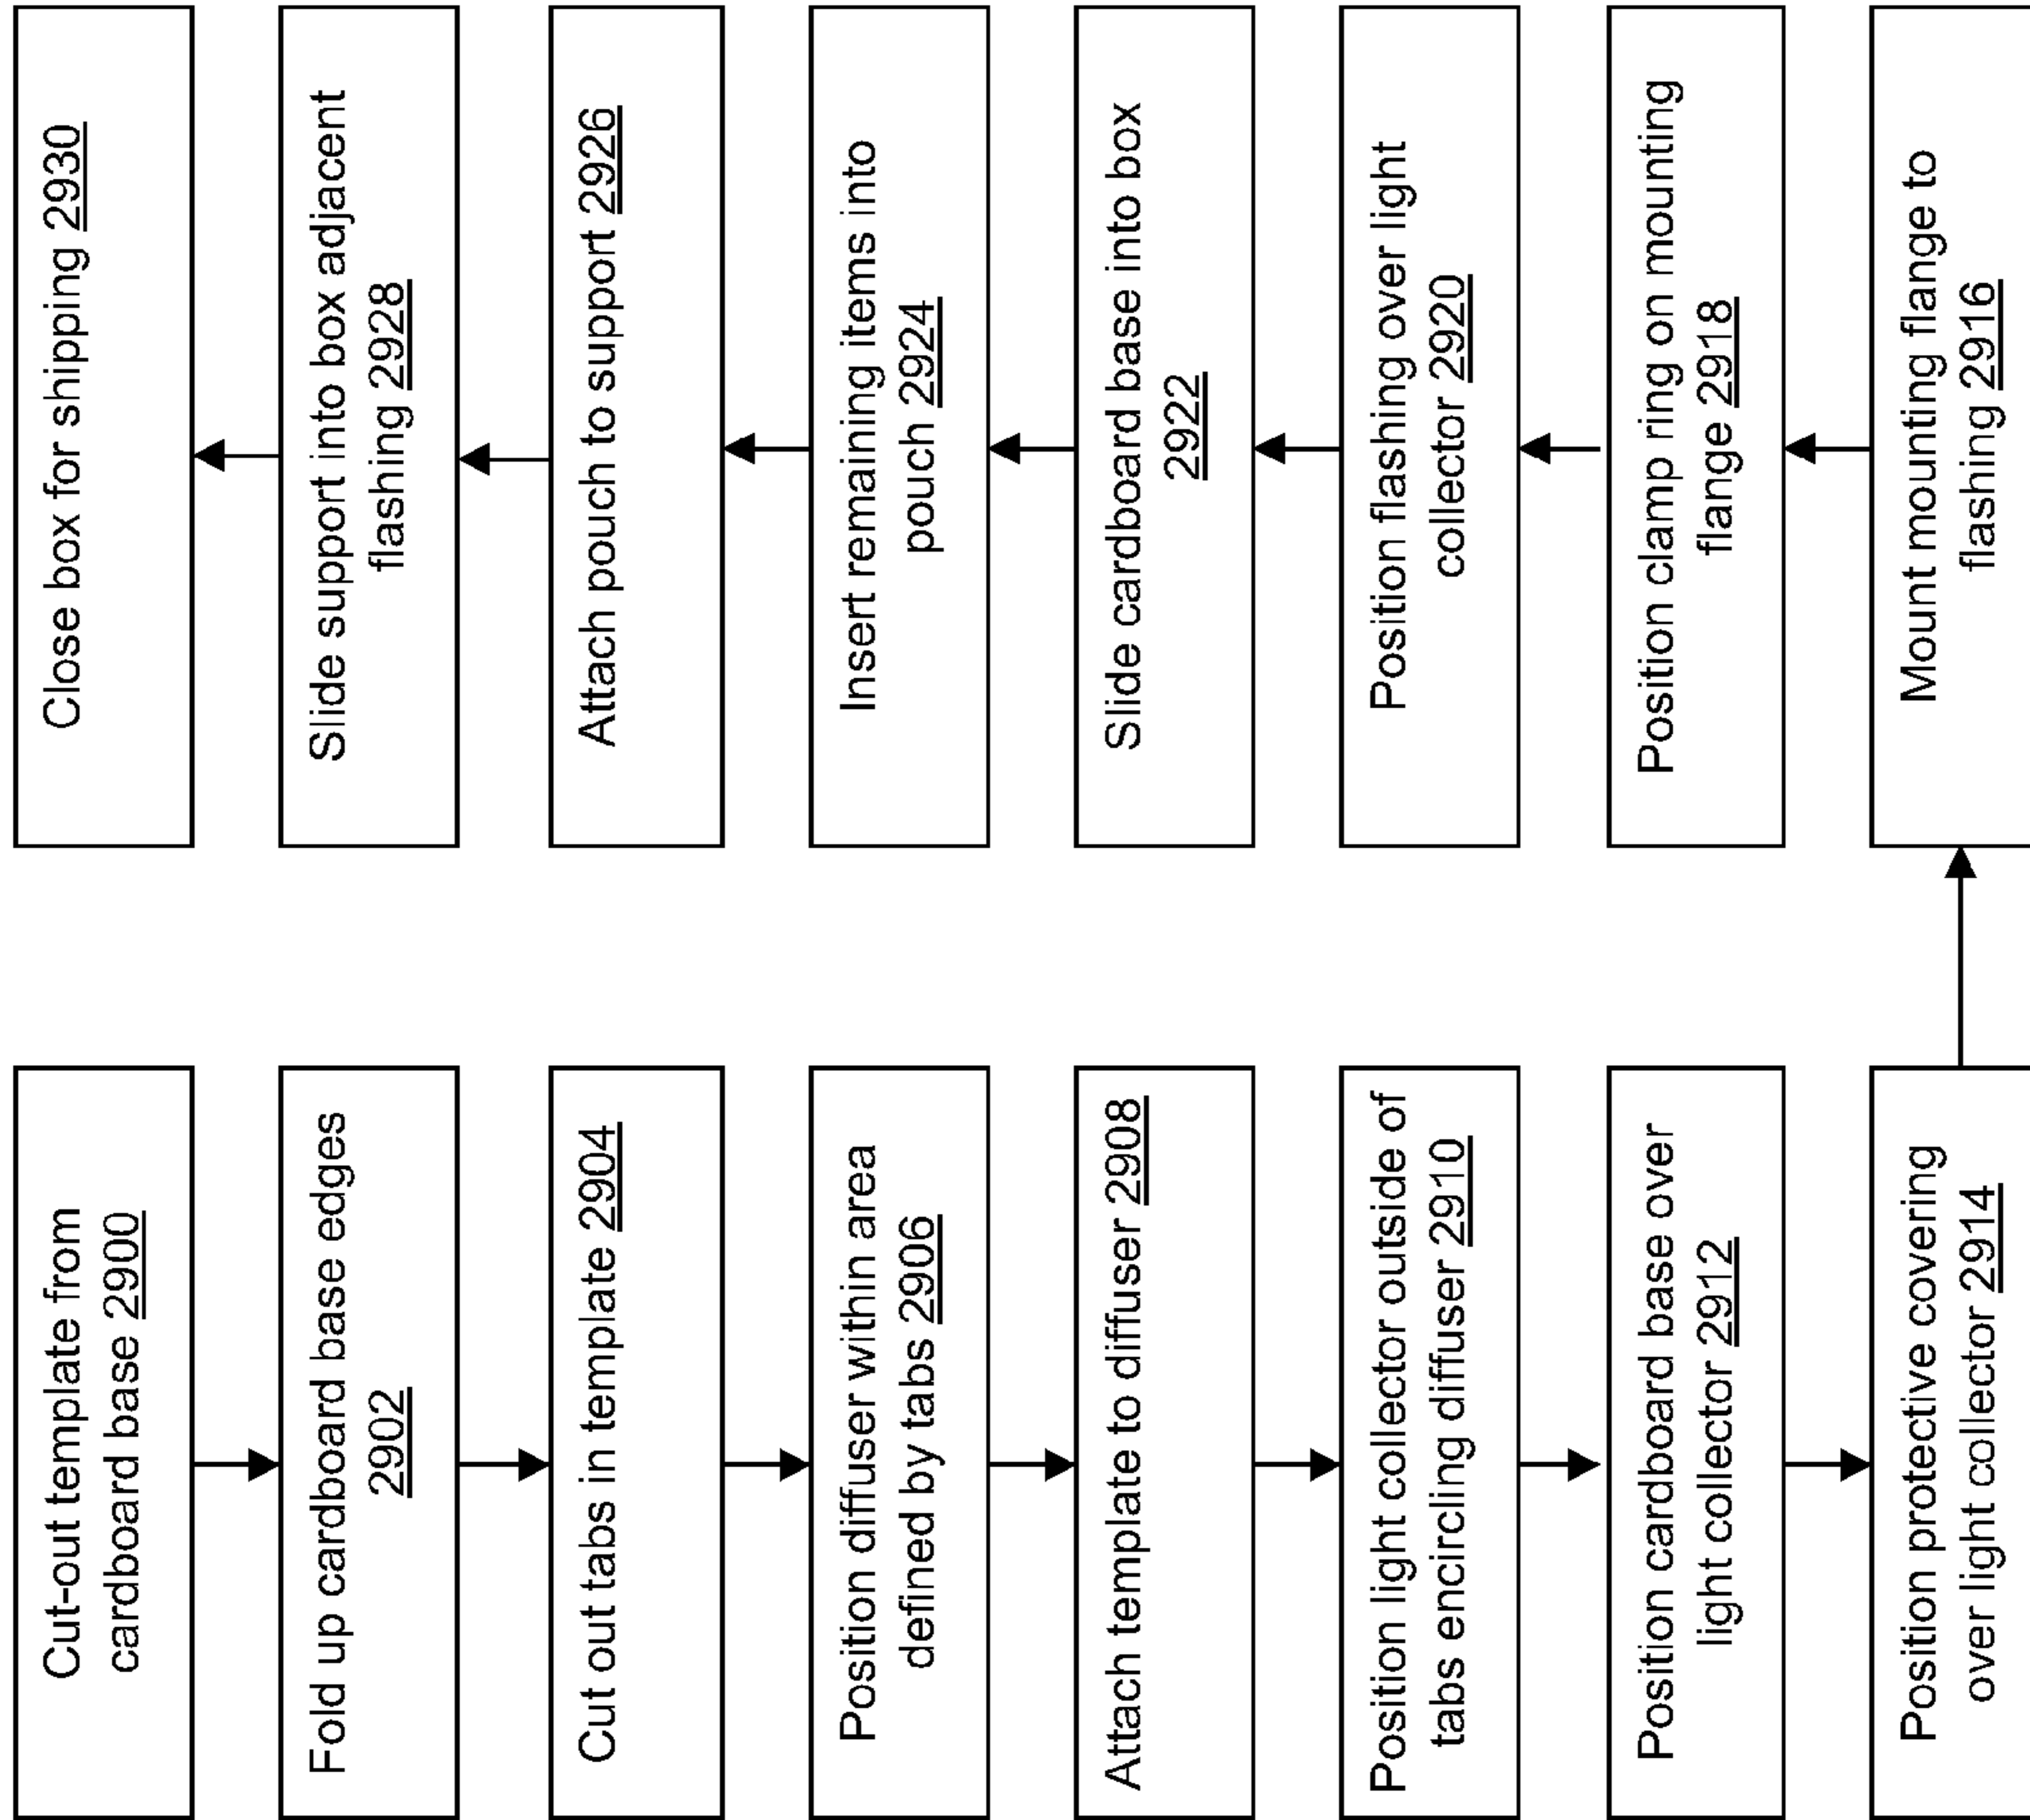 Cut-out template from
cardboard base 2900
Fold up cardboard base edges
2902
Cut out tabs in template 2904
Position diffuser within area
defined by tabs 2906
Attach template to diffuser 2908
Position light collector outside of
tabs encircling diffuser 2910
Position cardboard base over
light collector 2912
Position protective covering
over light collector 2914
Mount mounting flange to
flashing 2916
Position clamp ring on mounting
flange 2918
Position flashing over light
collector 2920
Slide cardboard base into box
2922
Insert remaining items into
pouch 2924
Attach pouch to support 2926
Slide support into box adjacent
flashing 2928
Close box for shipping 2930